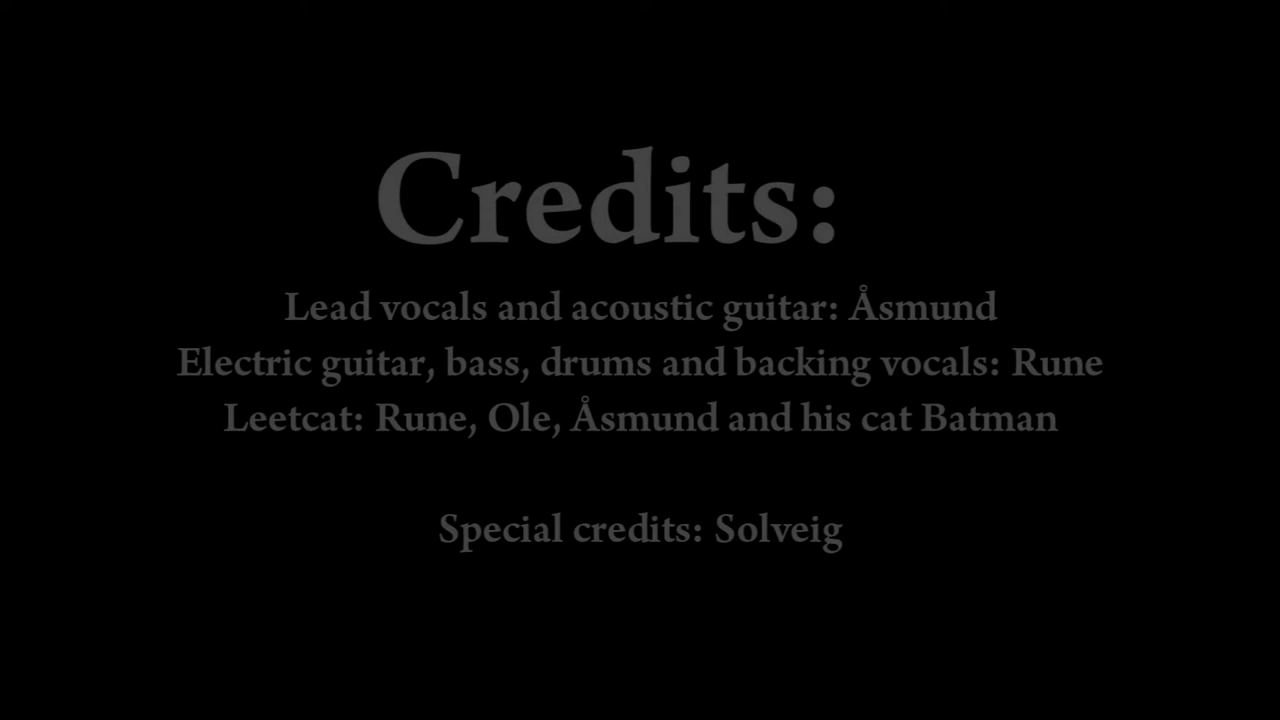 Credits:
Lead vocals and acoustic guitar: Åsmund
Electric guitar, bass, drums and backing vocals: Rune
Leetcat: Rune, Ole, Åsmund and his cat Batman
Special credits: Solveig